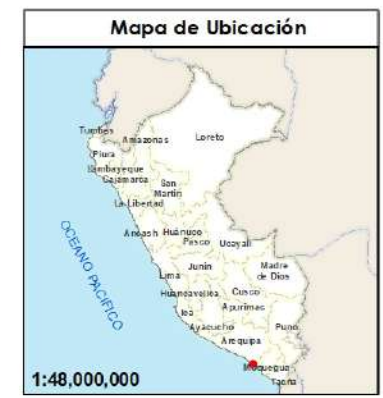 Mapa de Ubicación
Tumbes
Amazonas
Loreto
Piura
Lambayeque
Cajamarca
San
Martín
La Libertad
OCEANO PACIFICO
Ancash
Huánuco
Pasco
Ucayali
Junín
Madre
de Dios
Lima
Cusco
Huancavelica
Apurimac
Ica
Ayacucho
Puno
Arequipa
Moquegua
Tacna
1:48,000,000